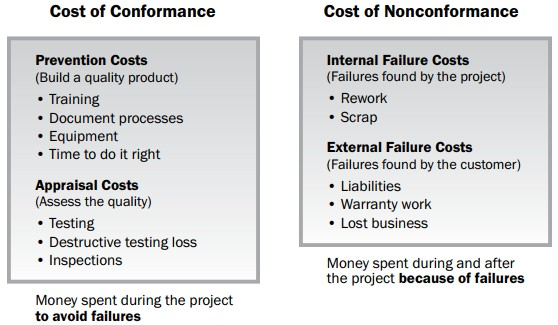 Cost of Conformance
Prevention Costs
(Build a quality product)
• Training
• Document processes
• Equipment
• Time to do it right
Appraisal Costs
(Assess the quality)
• Testing
• Destructive testing loss
• Inspections
Money spent during the project
to avoid failures
Cost of Nonconformance
Internal Failure Costs
(Failures found by the project)
• Rework
• Scrap
External Failure Costs
(Failures found by the customer)
• Liabilities
• Warranty work
• Lost business
Money spent during and after
the project because of failures